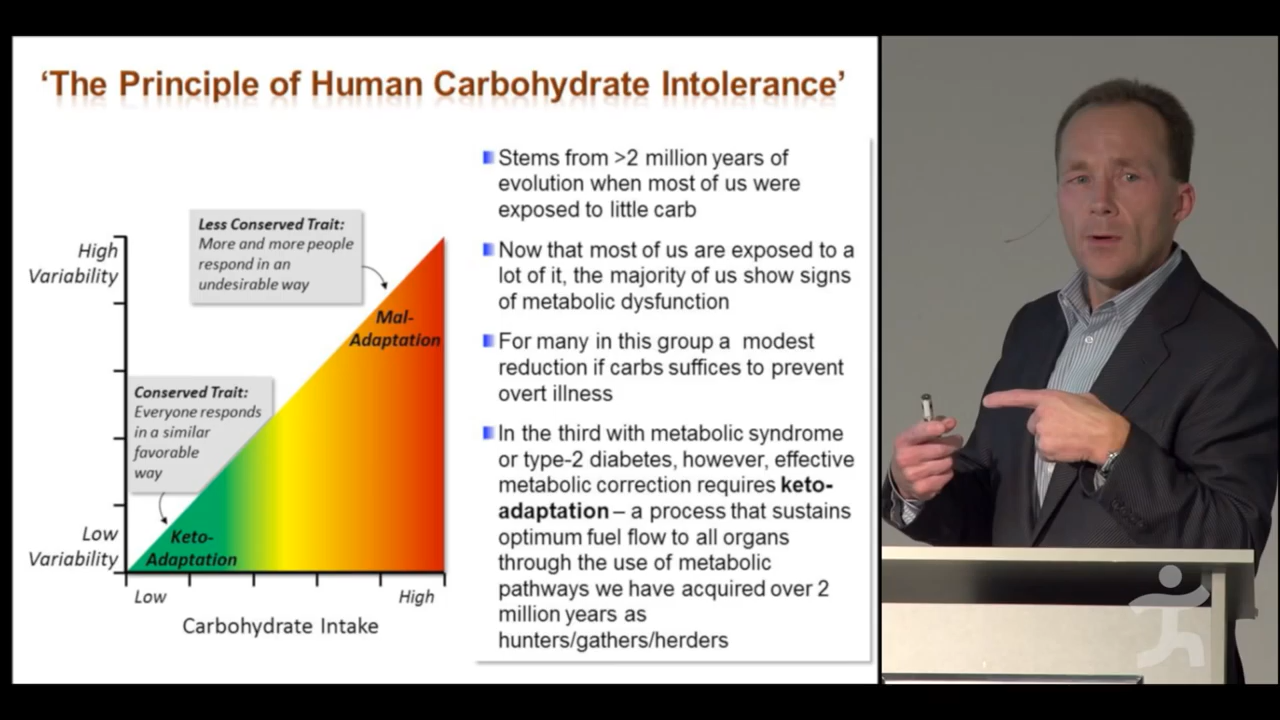 ‘The Principle of Human Carbohydrate Intolerance’
Stems from >2 million years of
evolution when most of us were
exposed to little carb
Now that most of us are exposed to a
lot of it, the majority of us show signs
of metabolic dysfunction
For many in this group a modest
reduction if carbs suffices to prevent
overt illness
In the third with metabolic syndrome
or type-2 diabetes, however, effective
metabolic correction requires keto-
adaptation – a process that sustains
optimum fuel flow to all organs
through the use of metabolic
pathways we have acquired over 2
million years as
hunters/gathers/herders
High
Variability
Less Conserved Trait:
More and more people
respond in an
undesirable way
Mal-
Adaptation
Conserved Trait:
Everyone responds
in a similar
favorable
way
Low
Variability
Keto-
Adaptation
Low
High
Carbohydrate Intake